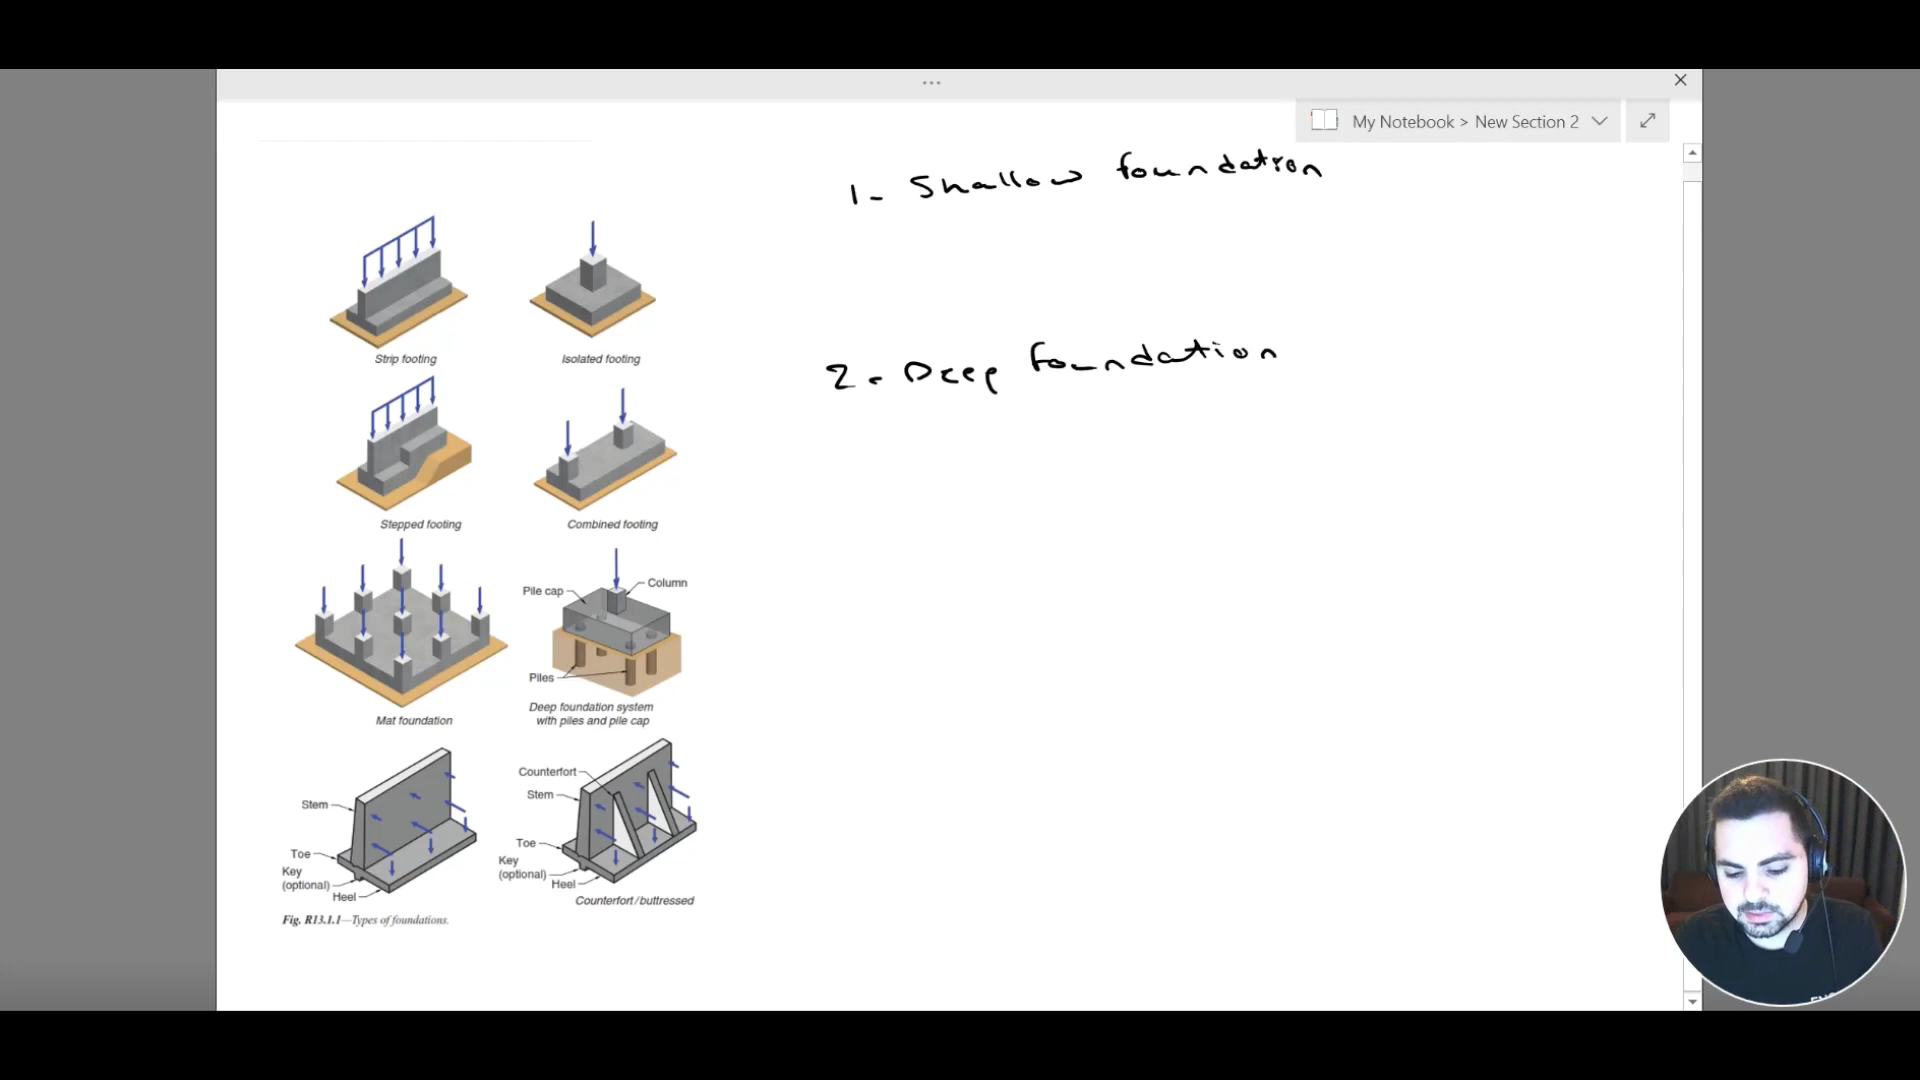 ...
My Notebook > New Section 2
1- Shallow foundation
2- Deep foundation
Strip footing
Isolated footing
Stepped footing
Combined footing
Pile cap
Column
Piles
Mat foundation
Deep foundation system
with piles and pile cap
Stem
Toe
Key
(optional)
Heel
Counterfort
Stem
Toe
Key
(optional)
Heel
Counterfort/buttressed
Fig. R13.1.1—Types of foundations.